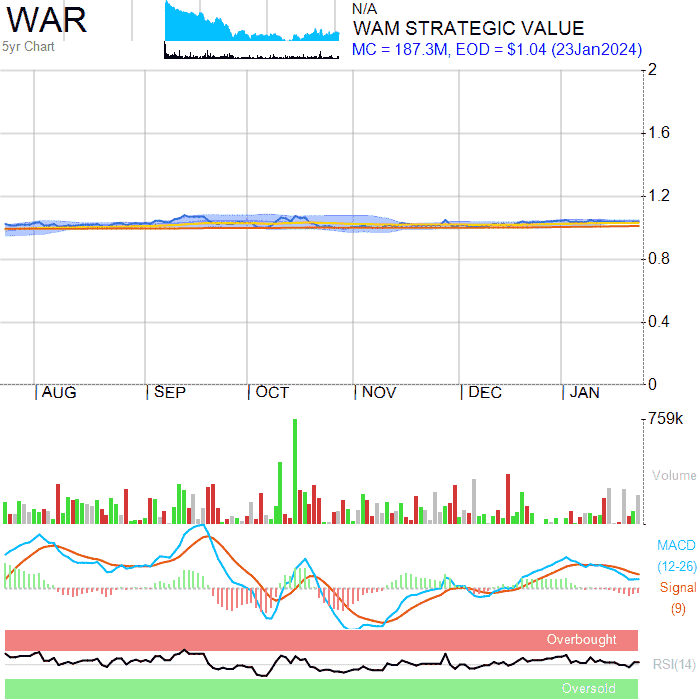 WAR
5yr Chart
N/A
WAM STRATEGIC VALUE
MC = 187.3M, EOD = $1.04 (23Jan2024)
2
1.6
1.2
0.8
0.4
0
AUG
SEP
OCT
NOV
DEC
JAN
759k
Volume
MACD
(12-26)
Signal
(9)
Overbought
RSI(14)
Oversold